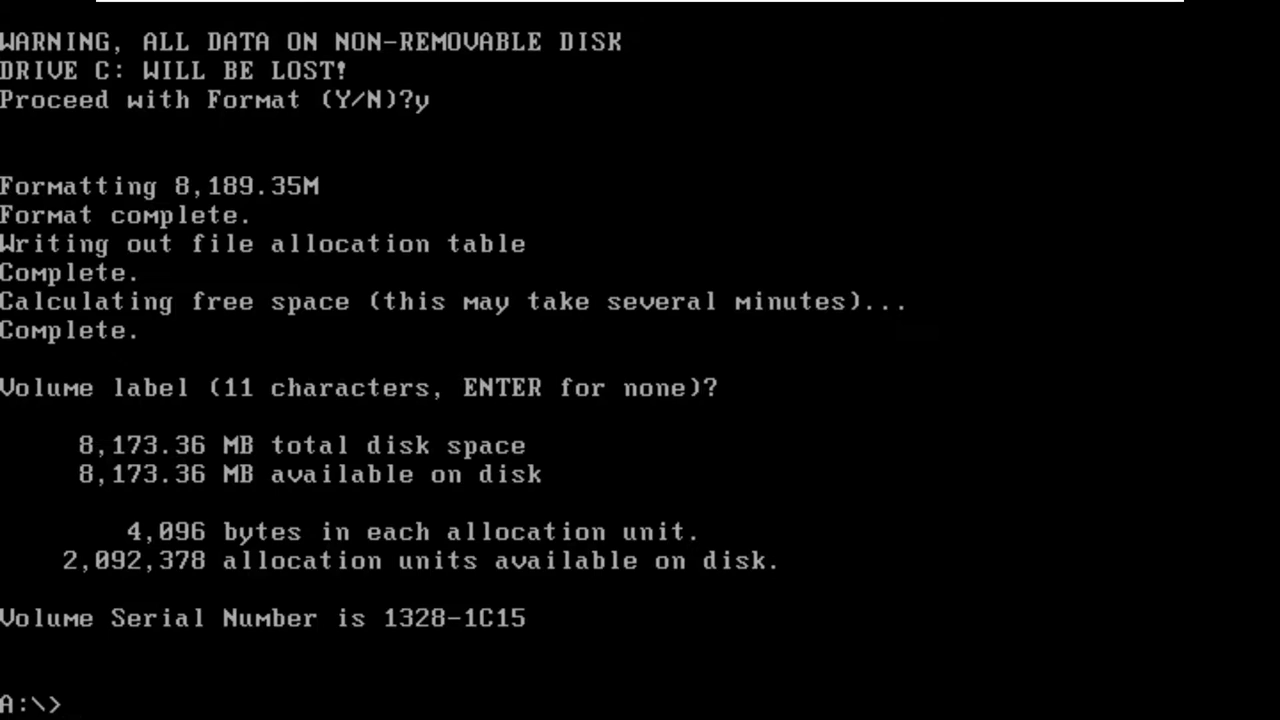 WARNING, ALL DATA ON NON-REMOVABLE DISK
DRIVE C: WILL BE LOST!
Proceed with Format (Y/N)?y
Formatting 8,189.35M
Format complete.
Writing out file allocation table
Complete.
Calculating free space (this may take several minutes)...
Complete.
Volume label (11 characters, ENTER for none)?
8,173.36 MB total disk space
8,173.36 MB available on disk
4,096 bytes in each allocation unit.
2,092,378 allocation units available on disk.
Volume Serial Number is 1328-1C15
A:\>